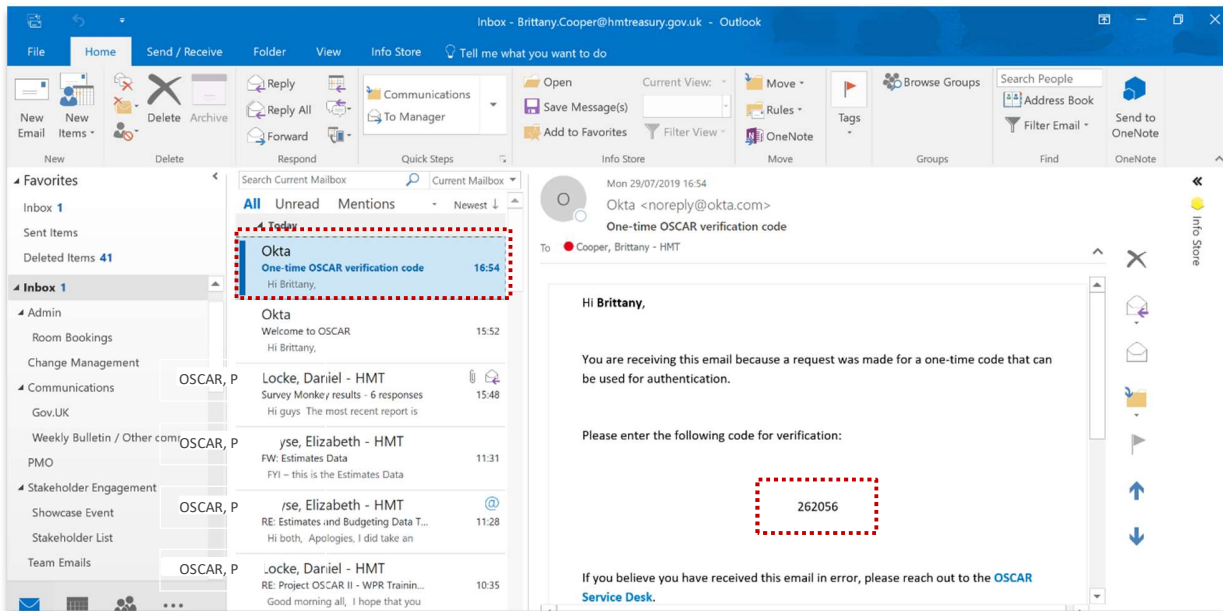 Inbox - Brittany.Cooper@hmtreasury.gov.uk - Outlook
File Home Send / Receive Folder View Info Store Tell me what you want to do
New Email
New Items
Delete
Archive
Reply
Reply All
Forward
Communications
To Manager
Open
Save Message(s)
Add to Favorites
Current View:
Filter View
Move
Rules
OneNote
Tags
Browse Groups
Search People
Address Book
Filter Email
Send to OneNote
New Delete Respond Quick Steps Info Store Move Groups Find OneNote
Favorites
Inbox 1
Sent Items
Deleted Items 41
Inbox 1
Admin
Room Bookings
Change Management
Communications
Gov.UK
Weekly Bulletin / Other
PMO
Stakeholder Engagement
Showcase Event
Stakeholder List
Team Emails
OSCAR, P
OSCAR, P
OSCAR, P
OSCAR, P
Search Current Mailbox Current Mailbox
All Unread Mentions Newest ↓
Today
Okta
One-time OSCAR verification code 16:54
Hi Brittany,
Okta
Welcome to OSCAR 15:52
Hi Brittany,
Locke, Daniel - HMT
Survey Monkey results - 6 responses 15:48
Hi guys The most recent report is
yse, Elizabeth - HMT
FW: Estimates Data 11:31
FYI – this is the Estimates Data
yse, Elizabeth - HMT @
RE: Estimates and Budgeting Data T... 11:28
Hi both, Apologies, I did take an
Locke, Daniel - HMT
RE: Project OSCAR II - WPR Trainin... 10:35
Good morning all, I hope that you
O
Mon 29/07/2019 16:54
Okta <noreply@okta.com>
One-time OSCAR verification code
To Cooper, Brittany - HMT
Hi Brittany,
You are receiving this email because a request was made for a one-time code that can
be used for authentication.
Please enter the following code for verification:
262056
If you believe you have received this email in error, please reach out to the OSCAR
Service Desk.
Info Store